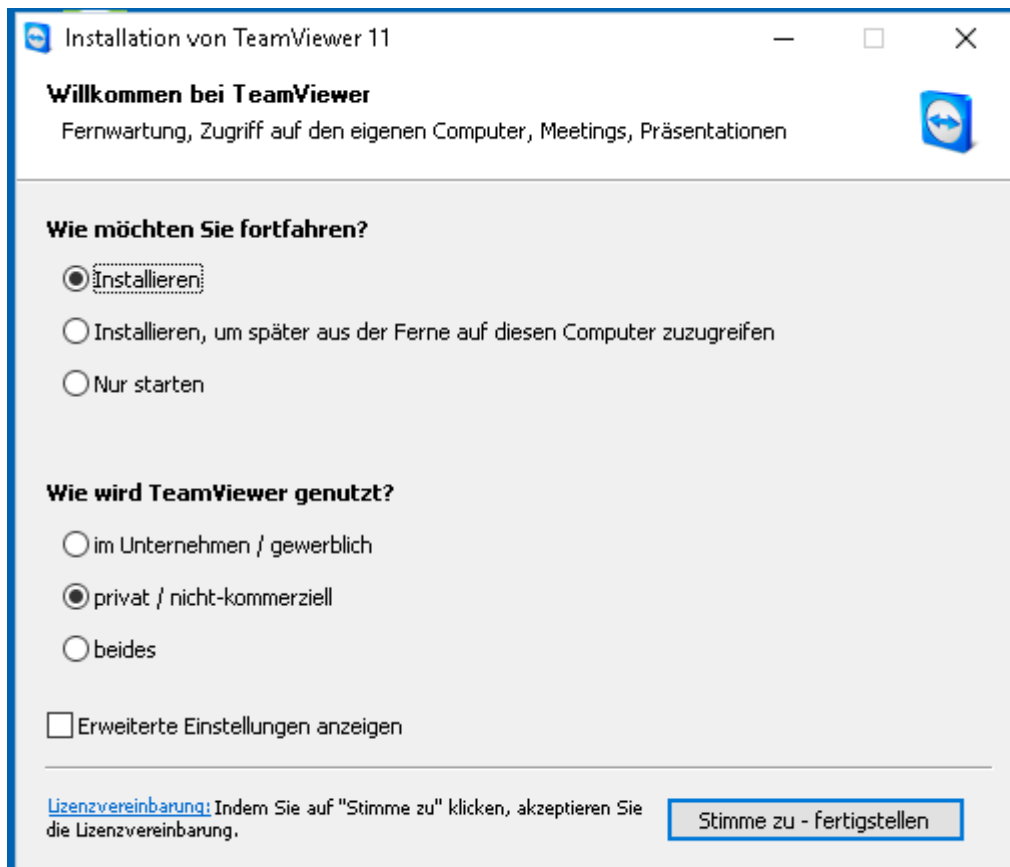 Installation von TeamViewer 11
Willkommen bei TeamViewer
Fernwartung, Zugriff auf den eigenen Computer, Meetings, Präsentationen
Wie möchten Sie fortfahren?
Installieren
Installieren, um später aus der Ferne auf diesen Computer zuzugreifen
Nur starten
Wie wird TeamViewer genutzt?
im Unternehmen / gewerblich
privat / nicht-kommerziell
beides
Erweiterte Einstellungen anzeigen
Lizenzvereinbarung: Indem Sie auf "Stimme zu" klicken, akzeptieren Sie
die Lizenzvereinbarung.
Stimme zu - fertigstellen